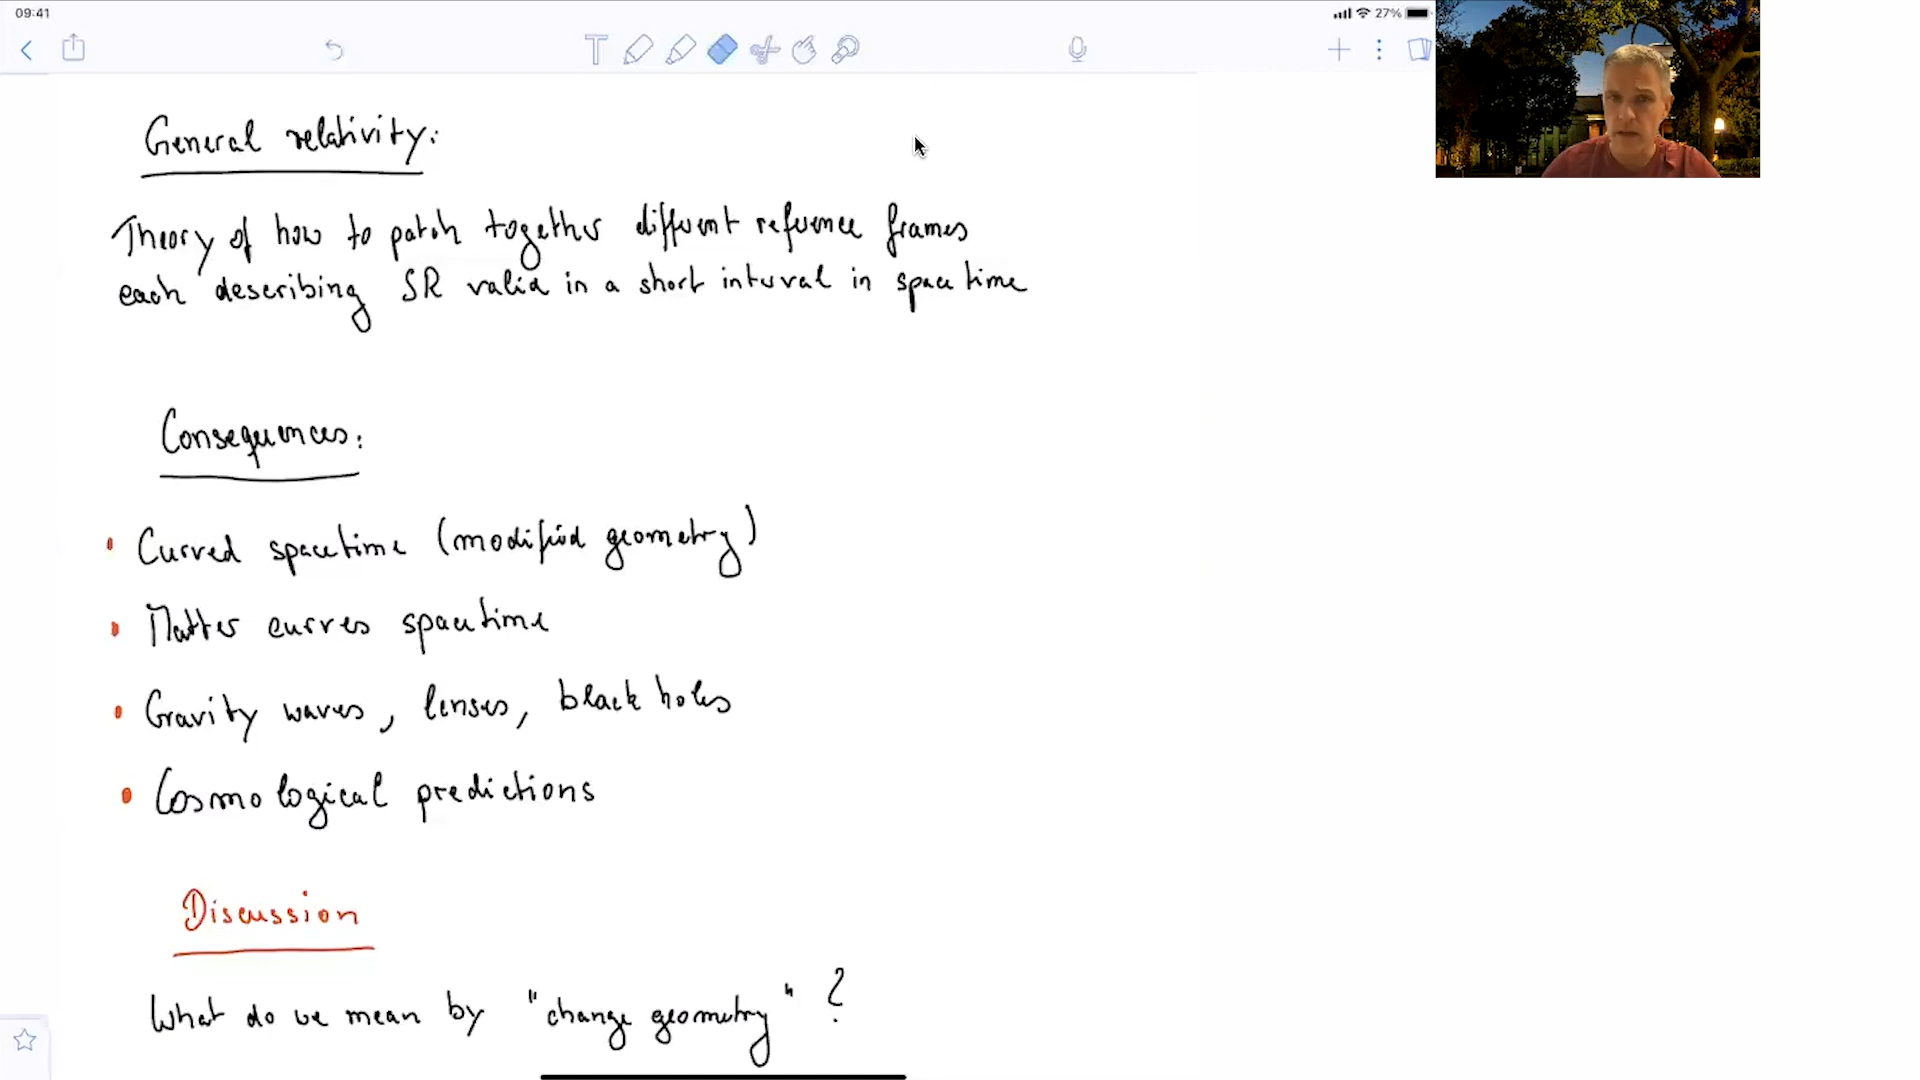 09:41
27%
General relativity:
Theory of how to patch together different reference frames
each describing SR valid in a short interval in spacetime
Consequences:
• Curved spacetime (modified geometry)
• Matter curves spacetime
• Gravity waves, lenses, black holes
• Cosmological predictions
Discussion
What do we mean by "change geometry" ?